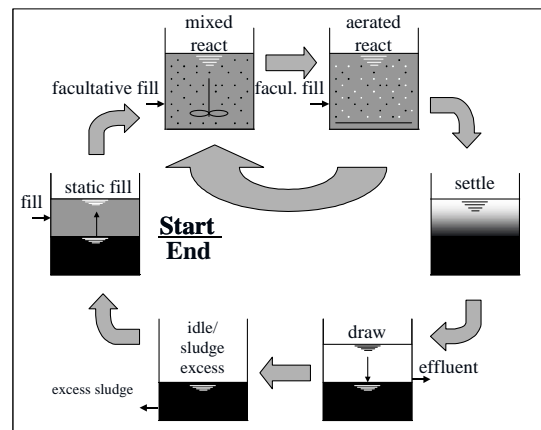 mixed
react
aerated
react
facultative fill
facul. fill
static fill
fill
settle
Start
End
idle/
sludge
excess
draw
effluent
excess sludge